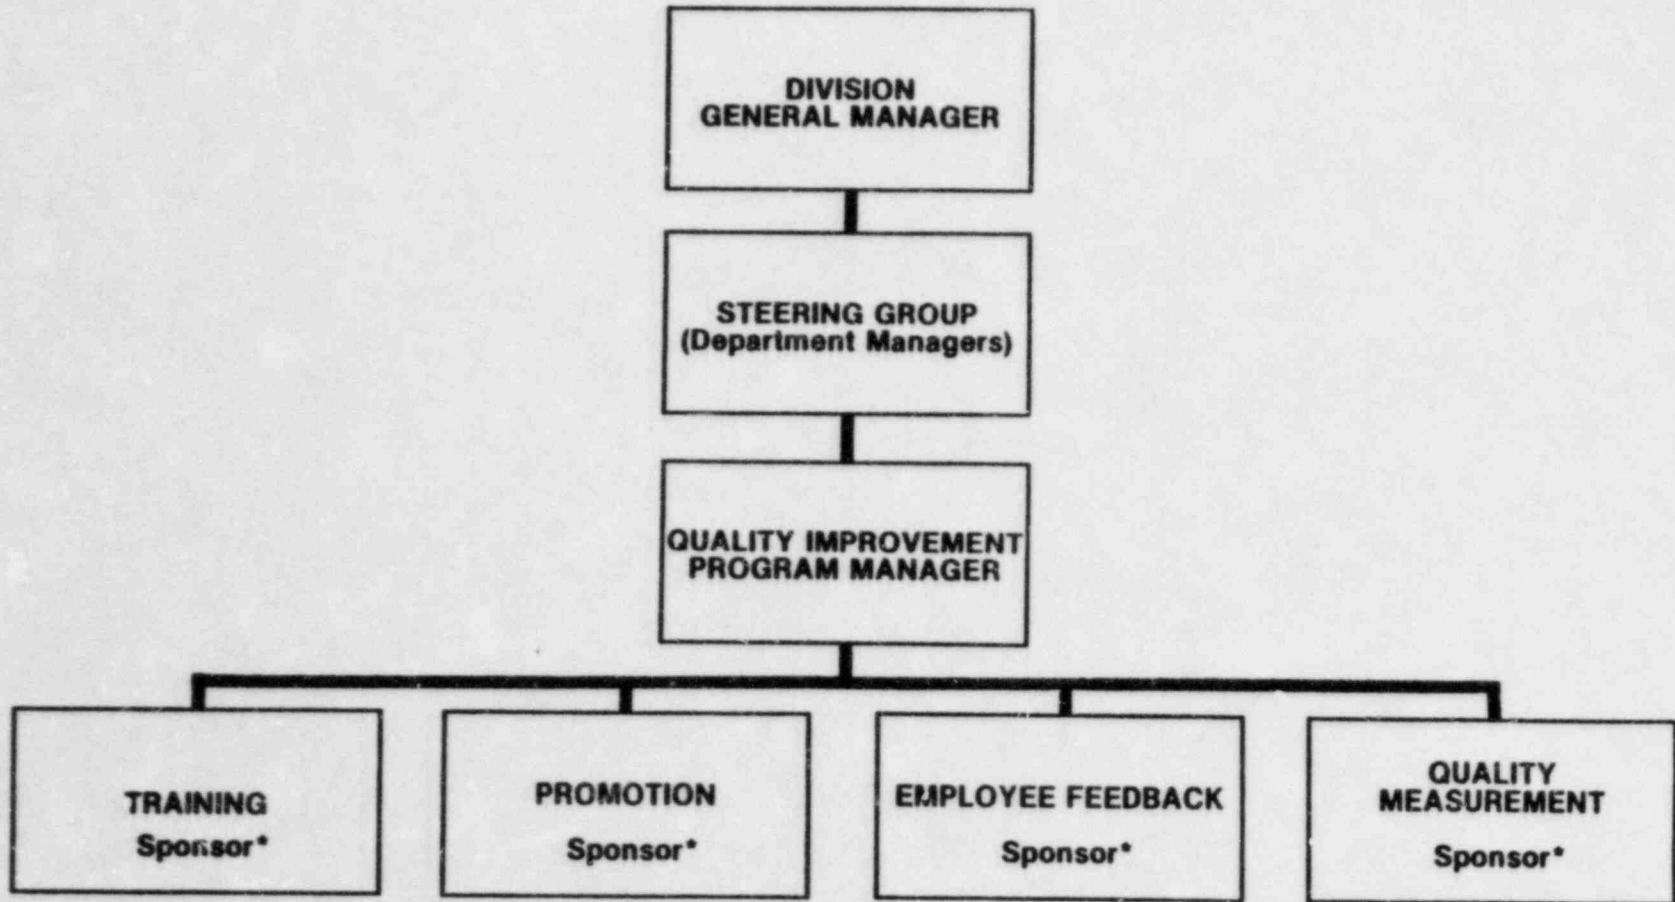 DIVISION
GENERAL MANAGER
STEERING GROUP
(Department Managers)
QUALITY IMPROVEMENT
PROGRAM MANAGER
TRAINING
Sponsor*
PROMOTION
Sponsor*
EMPLOYEE FEEDBACK
Sponsor*
QUALITY
MEASUREMENT
Sponsor*